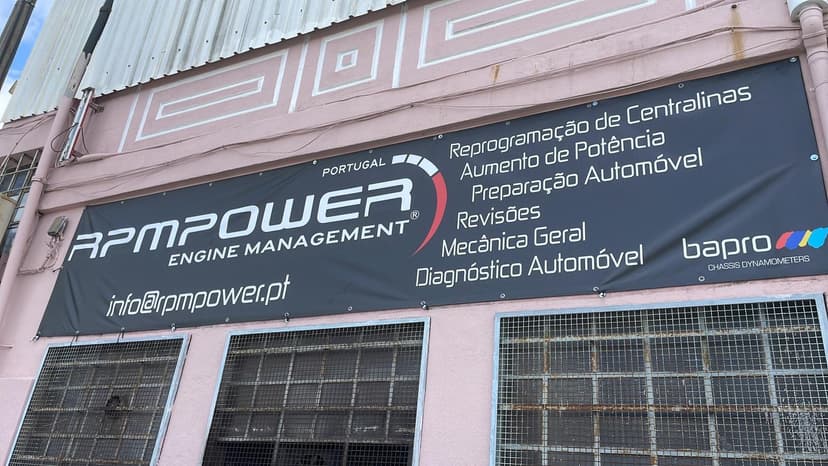 PORTUGAL
RPMPOWER®
ENGINE MANAGEMENT
info@rpmpower.pt
Reprogramação de Centralinas
Aumento de Potência
Preparação Automóvel
Revisões
Mecânica Geral
Diagnóstico Automóvel
bapro
CHASSIS DYNAMOMETERS